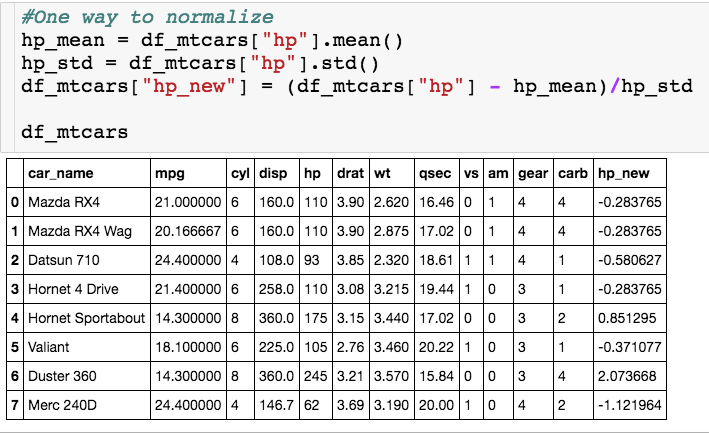 #One way to normalize
hp_mean = df_mtcars["hp"].mean()
hp_std = df_mtcars["hp"].std()
df_mtcars["hp_new"] = (df_mtcars["hp"] - hp_mean)/hp_std
df_mtcars
car_name mpg cyl disp hp drat wt qsec vs am gear carb hp_new
0 Mazda RX4 21.000000 6 160.0 110 3.90 2.620 16.46 0 1 4 4 -0.283765
1 Mazda RX4 Wag 20.166667 6 160.0 110 3.90 2.875 17.02 0 1 4 4 -0.283765
2 Datsun 710 24.400000 4 108.0 93 3.85 2.320 18.61 1 1 4 1 -0.580627
3 Hornet 4 Drive 21.400000 6 258.0 110 3.08 3.215 19.44 1 0 3 1 -0.283765
4 Hornet Sportabout 14.300000 8 360.0 175 3.15 3.440 17.02 0 0 3 2 0.851295
5 Valiant 18.100000 6 225.0 105 2.76 3.460 20.22 1 0 3 1 -0.371077
6 Duster 360 14.300000 8 360.0 245 3.21 3.570 15.84 0 0 3 4 2.073668
7 Merc 240D 24.400000 4 146.7 62 3.69 3.190 20.00 1 0 4 2 -1.121964